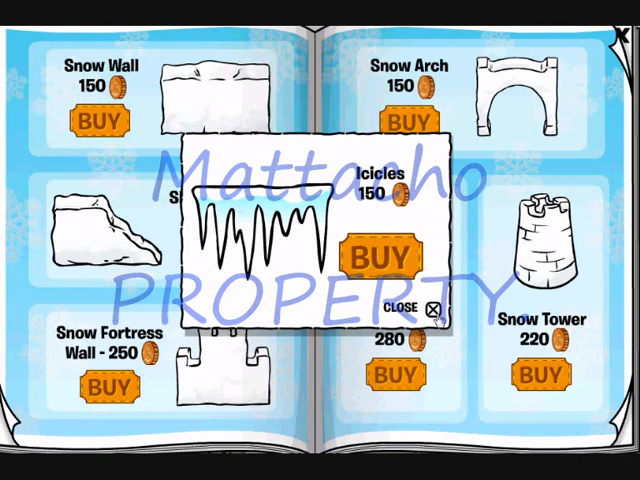 Snow Wall
150
BUY
Snow Arch
150
BUY
Mattacho
Icicles
150
BUY
CLOSE
PROPERTY.
Snow Fortress
Wall - 250
BUY
280
BUY
Snow Tower
220
BUY